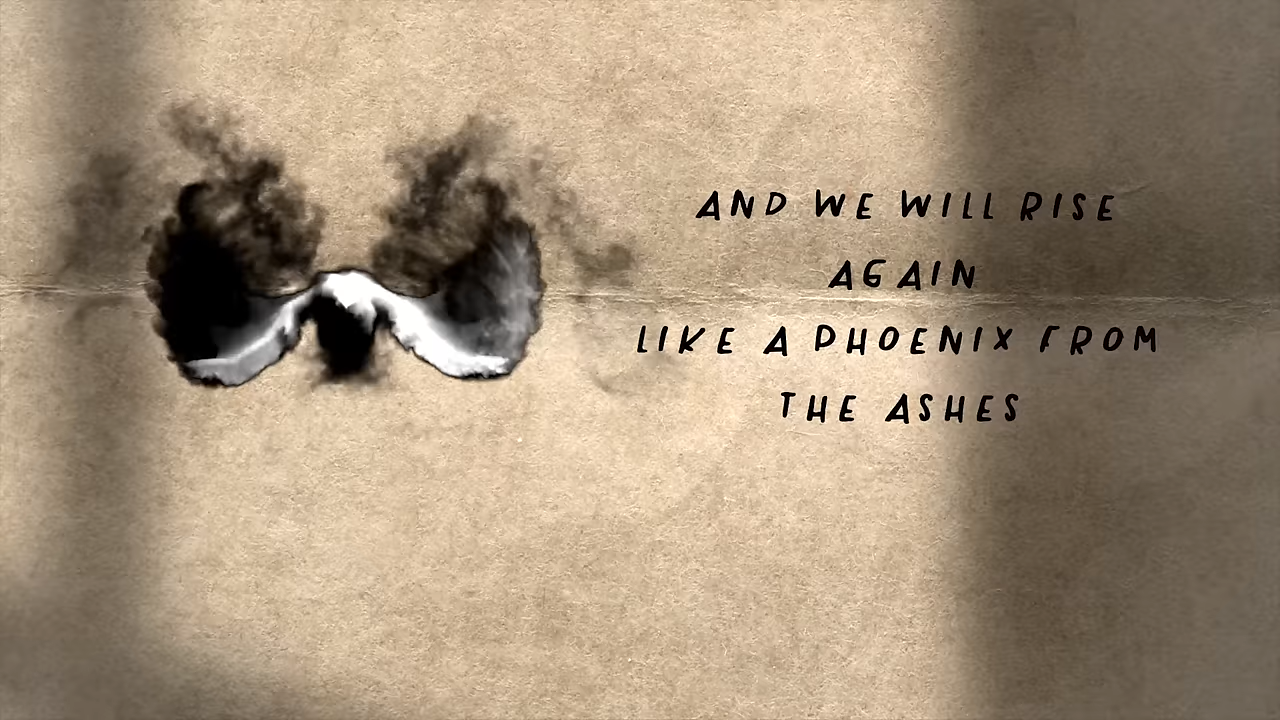 AND WE WILL RISE
AGAIN
LIKE A PHOENIX FROM
THE ASHES